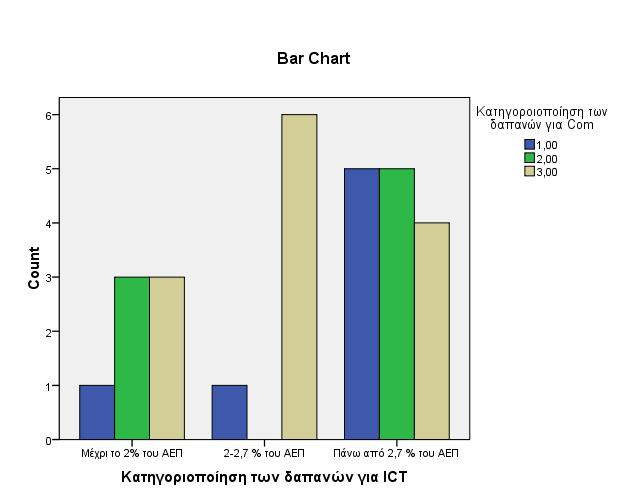 Bar Chart
Κατηγοροιοποίηση των
δαπανών για Com
1,00
2,00
3,00
6
5
4
3
2
1
0
Count
Μέχρι το 2% του ΑΕΠ
2-2,7 % του ΑΕΠ
Πάνω από 2,7 % του ΑΕΠ
Κατηγοριοποίηση των δαπανών για ICT